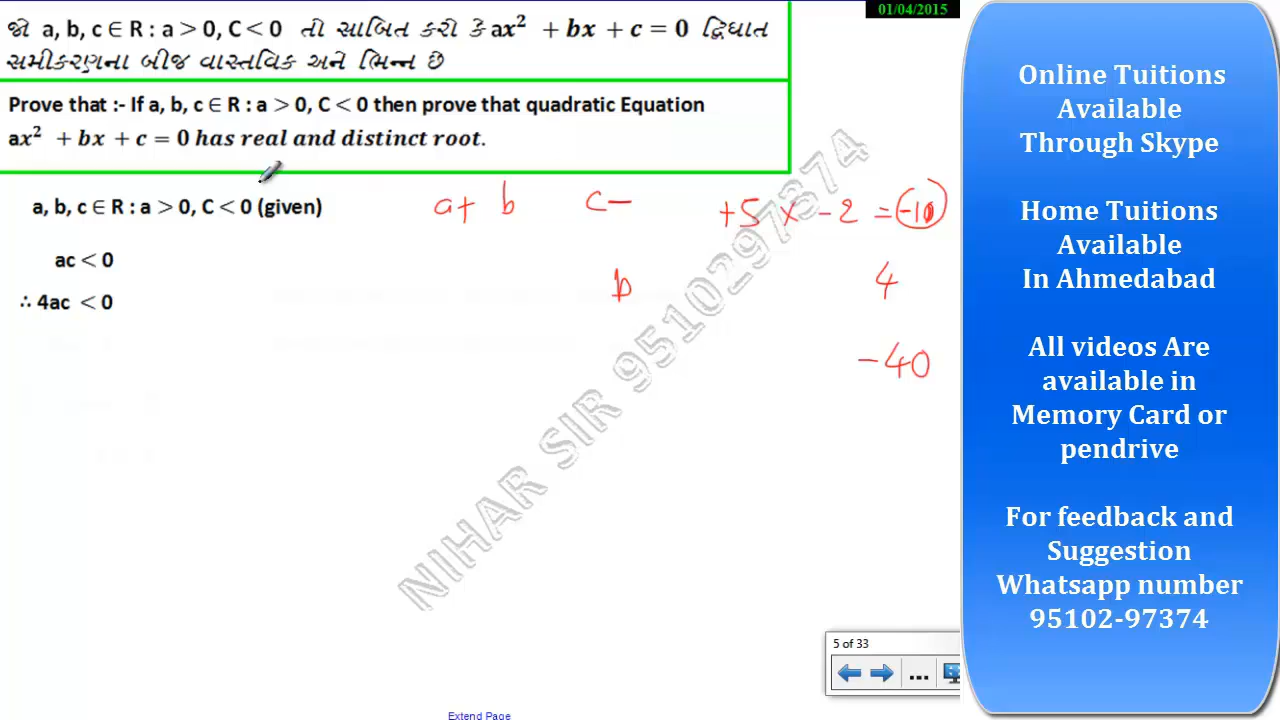 01/04/2015
જો a, b, c ∈ R : a > 0, C < 0 તો સાબિત કરો કે ax² + bx + c = 0 દ્વિઘાત
સમીકરણના બીજ વાસ્તવિક અને ભિન્ન છે
Prove that :- If a, b, c ∈ R : a > 0, C < 0 then prove that quadratic Equation
ax² + bx + c = 0 has real and distinct root.
a, b, c ∈ R : a > 0, C < 0 (given)
a+ b c−
+5 x −2 = −10
ac < 0
b 4
∴ 4ac < 0
−40
NIHAR SIR 9510297374
5 of 33
...
Extend Page
Online Tuitions
Available
Through Skype
Home Tuitions
Available
In Ahmedabad
All videos Are
available in
Memory Card or
pendrive
For feedback and
Suggestion
Whatsapp number
95102-97374